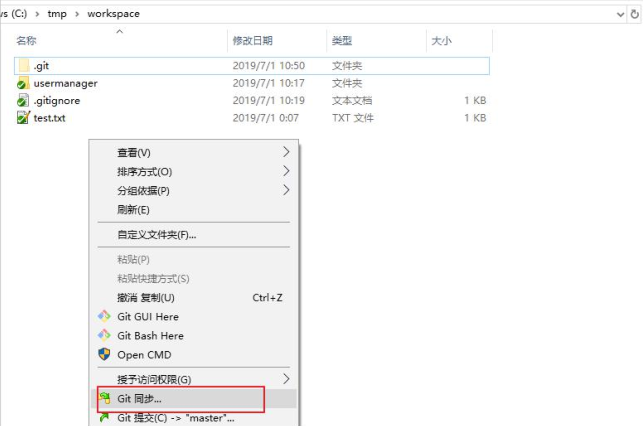 vs (C:) > tmp > workspace
名称 修改日期 类型 大小
.git 2019/7/1 10:50 文件夹
usermanager 2019/7/1 10:17 文件夹
.gitignore 2019/7/1 10:19 文本文档 1 KB
test.txt 2019/7/1 0:07 TXT 文件 1 KB
查看(V)
排序方式(O)
分组依据(P)
刷新(E)
自定义文件夹(F)...
粘贴(P)
粘贴快捷方式(S)
撤消 复制(U) Ctrl+Z
Git GUI Here
Git Bash Here
Open CMD
授予访问权限(G)
Git 同步...
Git 提交(C) -> "master"...